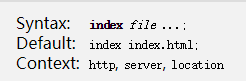 Syntax: index file ...;
Default: index index.html;
Context: http, server, location